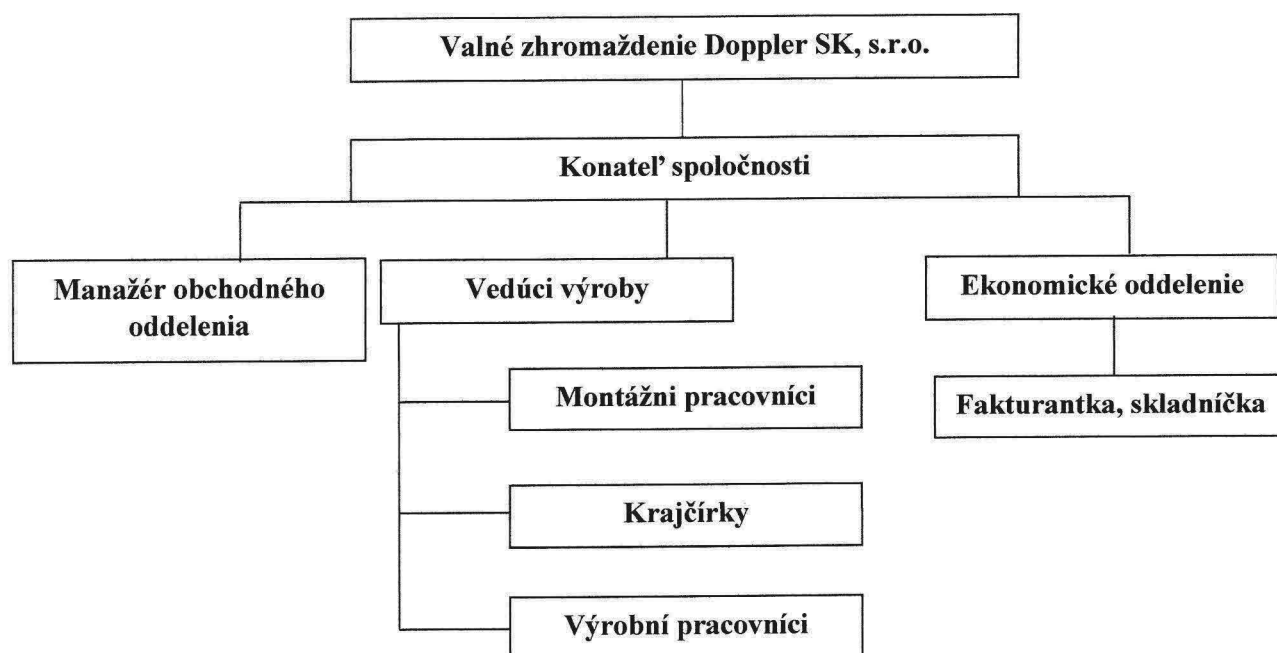 Valné zhromaždenie Doppler SK, s.r.o.
Konateľ spoločnosti
Manažér obchodného
oddelenia
Vedúci výroby
Ekonomické oddelenie
Montážni pracovníci
Fakturantka, skladníčka
Krajčírky
Výrobní pracovníci